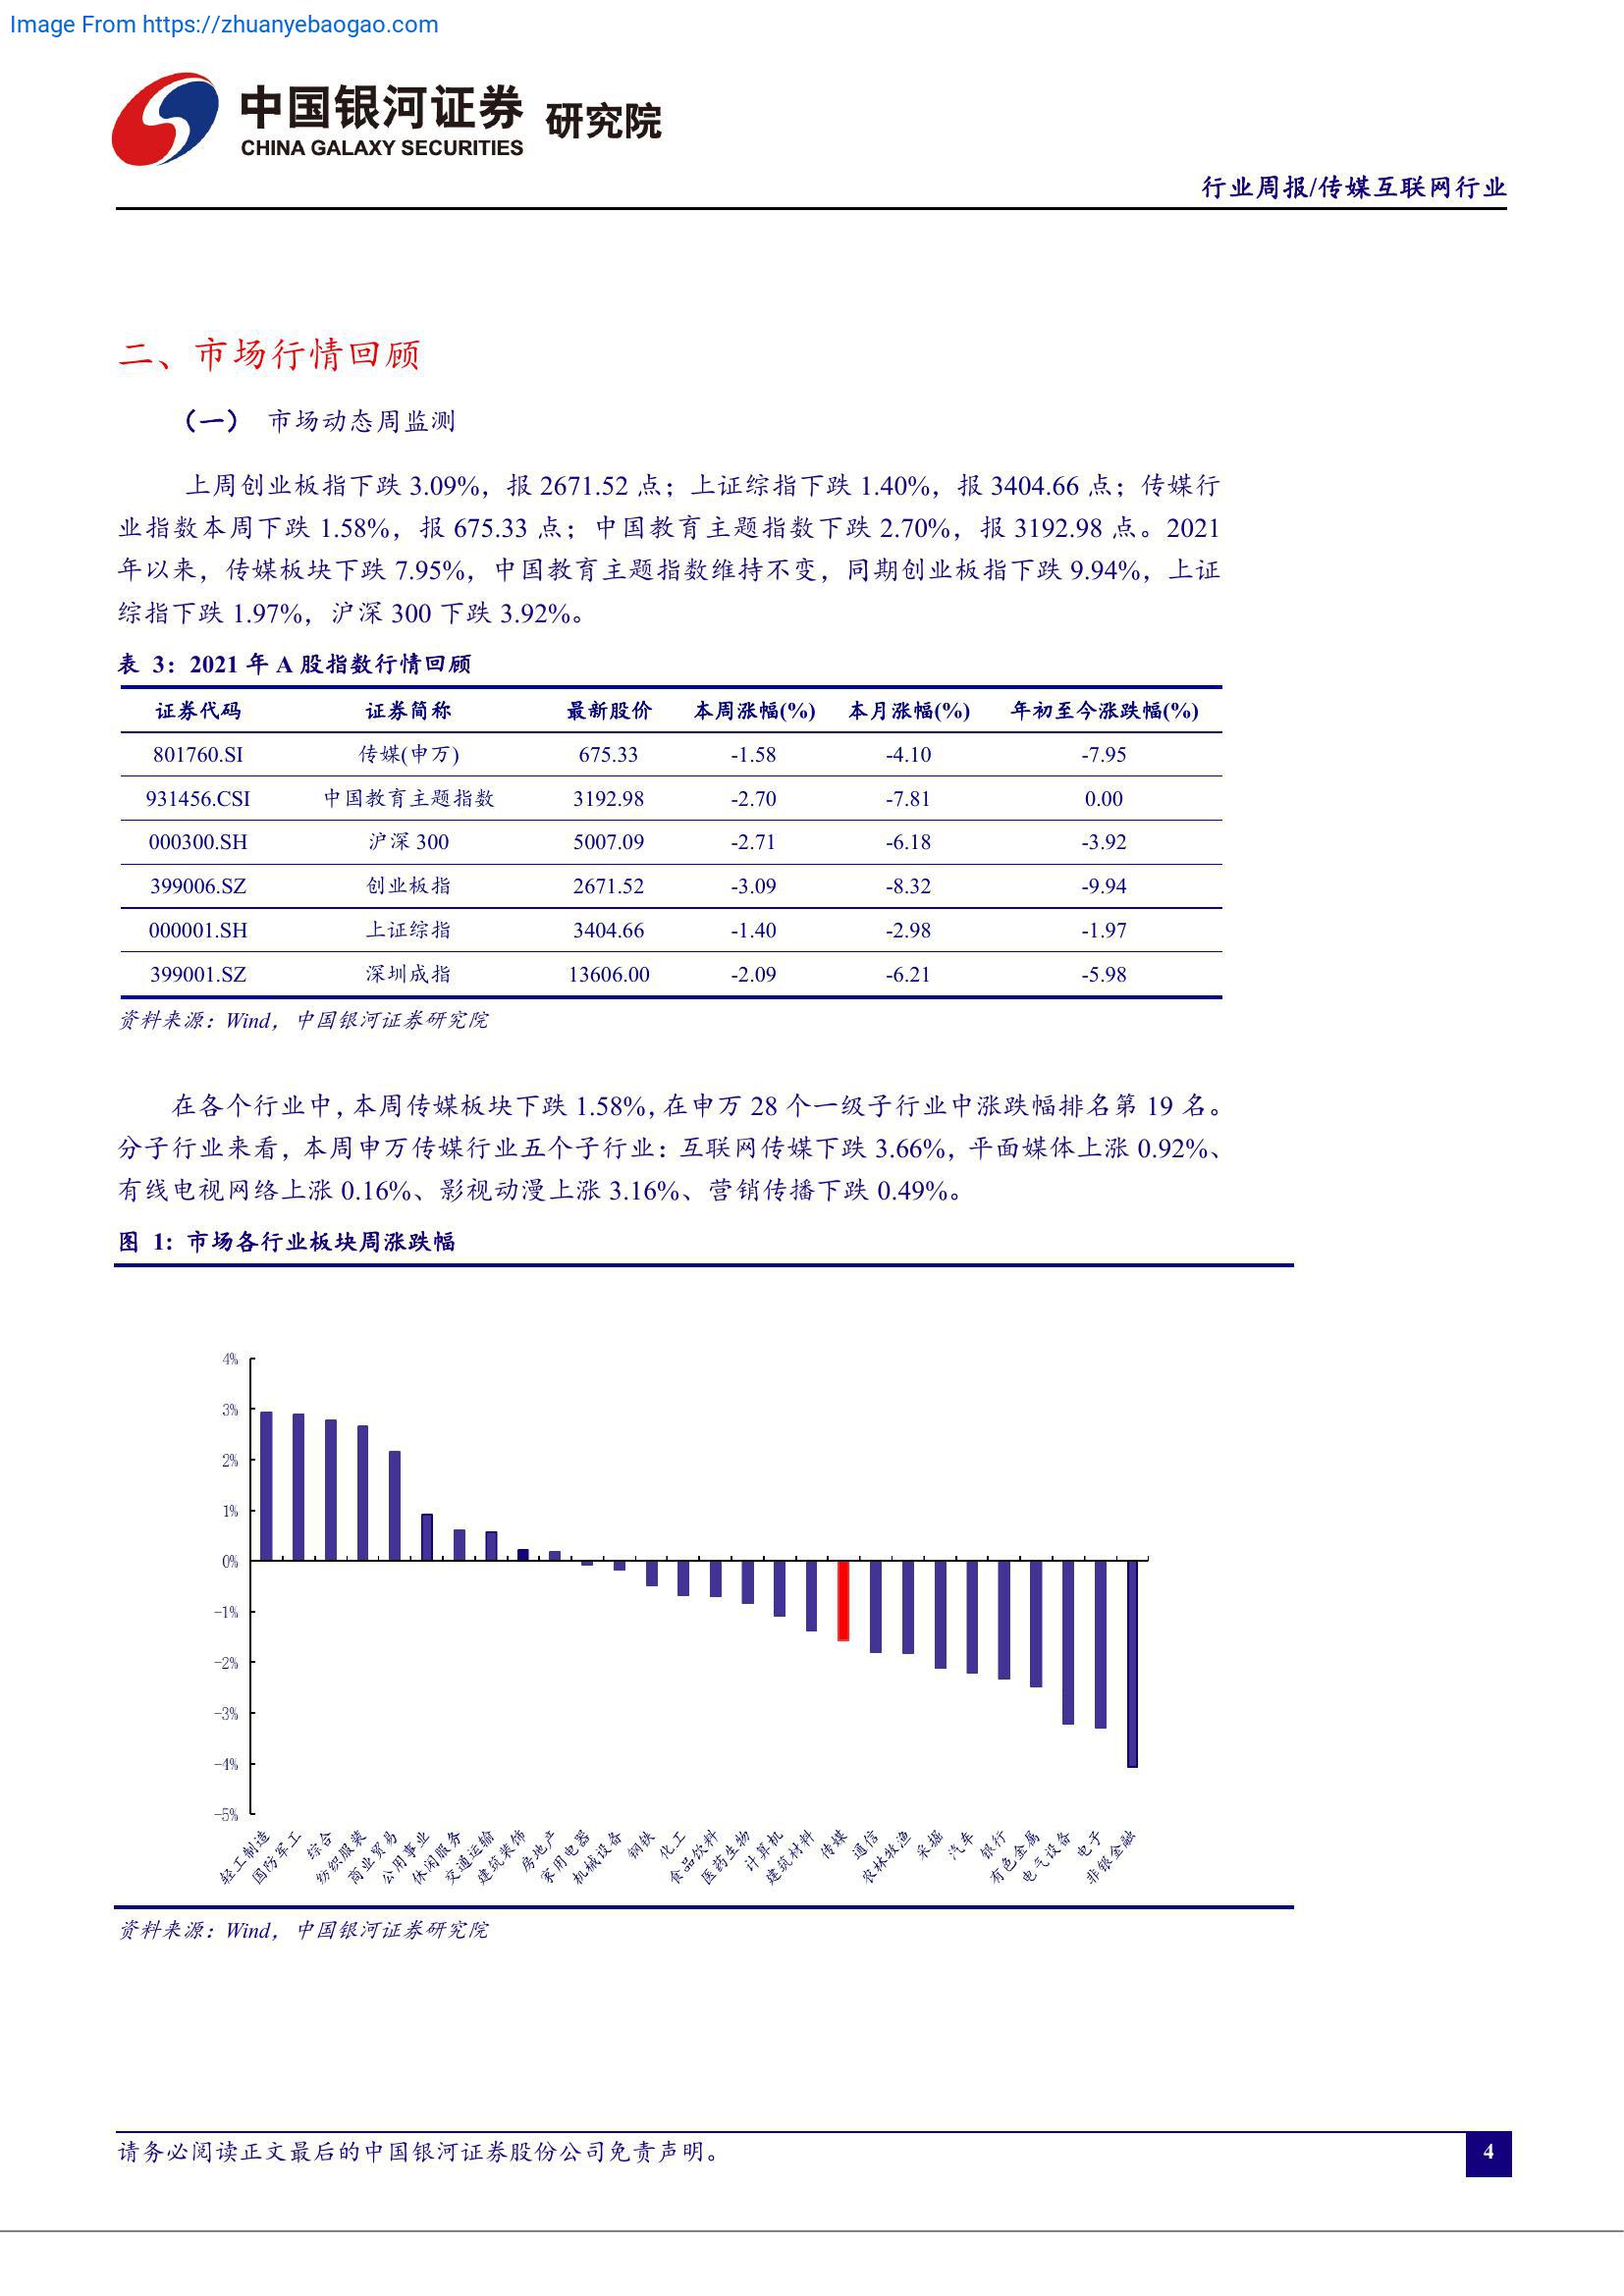 Image From https://zhuanyebaogao.com
中国银河证券 研究院
CHINA GALAXY SECURITIES
行业周报/传媒互联网行业
二、市场行情回顾
（一） 市场动态周监测
上周创业板指下跌 3.09%，报 2671.52 点；上证综指下跌 1.40%，报 3404.66 点；传媒行
业指数本周下跌 1.58%，报 675.33 点；中国教育主题指数下跌 2.70%，报 3192.98 点。2021
年以来，传媒板块下跌 7.95%，中国教育主题指数维持不变，同期创业板指下跌 9.94%，上证
综指下跌 1.97%，沪深 300 下跌 3.92%。
表 3：2021 年 A 股指数行情回顾
证券代码 证券简称 最新股价 本周涨幅(%) 本月涨幅(%) 年初至今涨跌幅(%)
801760.SI 传媒(申万) 675.33 -1.58 -4.10 -7.95
931456.CSI 中国教育主题指数 3192.98 -2.70 -7.81 0.00
000300.SH 沪深 300 5007.09 -2.71 -6.18 -3.92
399006.SZ 创业板指 2671.52 -3.09 -8.32 -9.94
000001.SH 上证综指 3404.66 -1.40 -2.98 -1.97
399001.SZ 深圳成指 13606.00 -2.09 -6.21 -5.98
资料来源：Wind，中国银河证券研究院
在各个行业中，本周传媒板块下跌 1.58%，在申万 28 个一级子行业中涨跌幅排名第 19 名。
分子行业来看，本周申万传媒行业五个子行业：互联网传媒下跌 3.66%，平面媒体上涨 0.92%、
有线电视网络上涨 0.16%、影视动漫上涨 3.16%、营销传播下跌 0.49%。
图 1: 市场各行业板块周涨跌幅
4%
3%
2%
1%
0%
-1%
-2%
-3%
-4%
-5%
轻工制造 国防军工 综合 纺织服装 商业贸易 公用事业 休闲服务 交通运输 建筑装饰 房地产 家用电器 机械设备 钢铁 化工 食品饮料 医药生物 计算机 建筑材料 传媒 通信 农林牧渔 采掘 汽车 银行 有色金属 电气设备 电子 非银金融
资料来源：Wind，中国银河证券研究院
请务必阅读正文最后的中国银河证券股份公司免责声明。
4